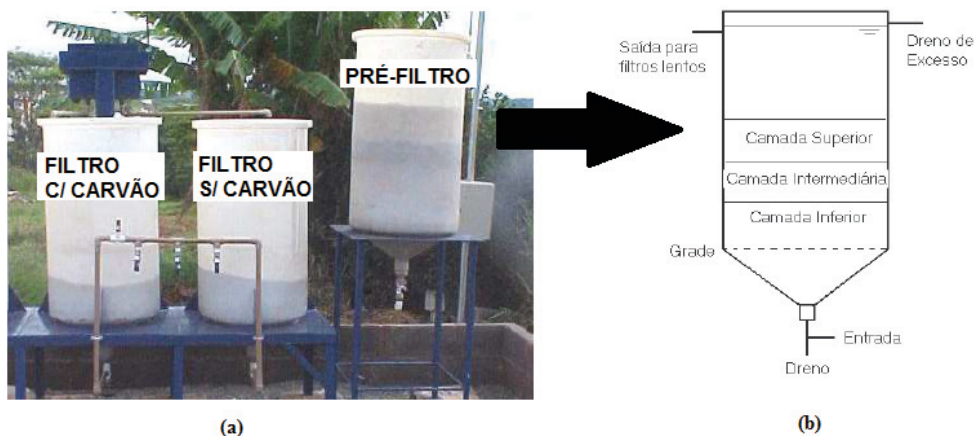 PRÉ-FILTRO
FILTRO
C/ CARVÃO
FILTRO
S/ CARVÃO
(a)
Saída para
filtros lentos
Dreno de
Excesso
Camada Superior
Camada Intermediária
Camada Inferior
Grade
Entrada
Dreno
(b)